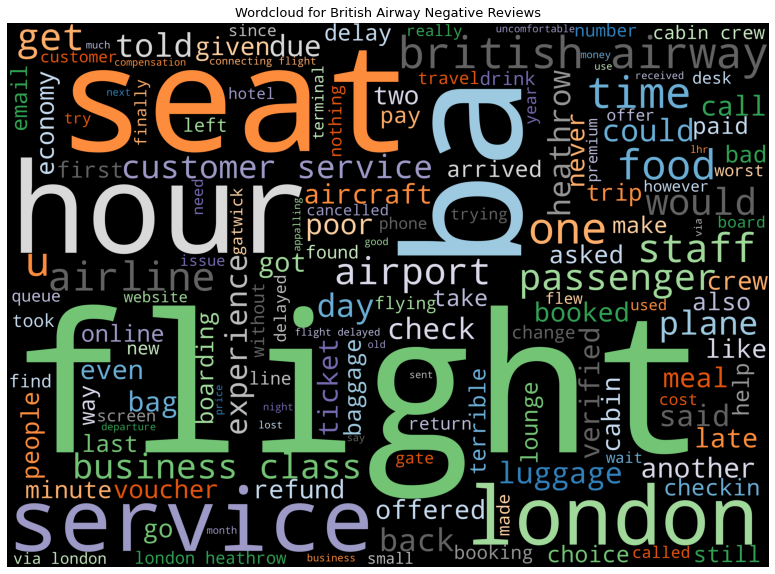 Wordcloud for British Airway Negative Reviews
get
customer
much
compensation
connecting flight
since
given
due
told
delay
really
uncomfortable
number
cabin crew
british airway
money
use
received
desk
email
economy
try
next
finally
seat
left
hotel
terminal
nothing
two
pay
travel
drink
year
ba
time
call
could
offer
paid
heathrow
never
premium
food
lhr
bad
worst
first
customer service
arrived
hour
need
aircraft
cancelled
poor
phone
trying
trip
however
would
gatwick
appalling
found
good
one
make
via
board
u
airline
issue
got
airport
asked
staff
passenger
crew
queue
website
experience
without
delayed
day
flying
take
flew
booked
used
also
took
online
new
boarding
flight delayed
old
check
change
plane
find
even
way
bag
line
ticket
baggage
flight
sent
verified
like
meal
people
screen
departure
price
night
lost
say
return
terrible
lounge
cabin
said
cost
help
last
business class
gate
luggage
wait
late
another
minute
voucher
refund
offered
made
checkin
service
month
go
back
london
booking
choice
called
still
via london
london heathrow
business
small